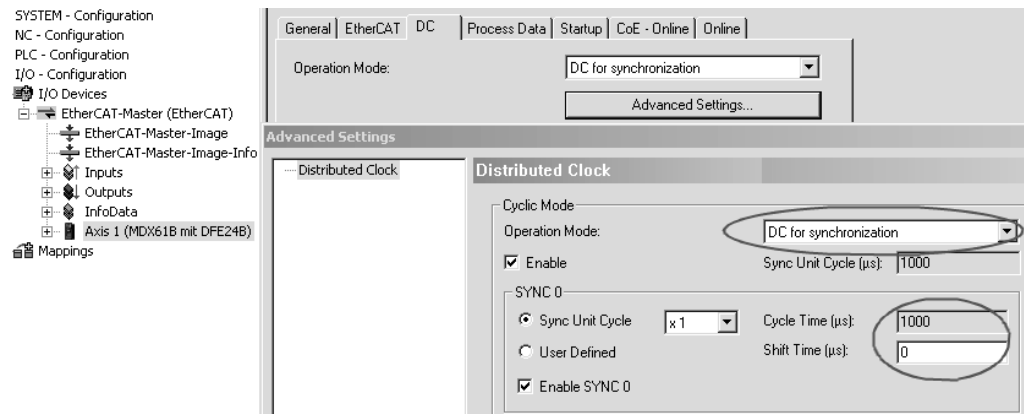 SYSTEM - Configuration
NC - Configuration
PLC - Configuration
I/O - Configuration
I/O Devices
EtherCAT-Master (EtherCAT)
EtherCAT-Master-Image
EtherCAT-Master-Image-Info
Inputs
Outputs
InfoData
Axis 1 (MDX61B mit DFE24B)
Mappings
General EtherCAT DC Process Data Startup CoE - Online Online
Operation Mode: DC for synchronization
Advanced Settings...
Advanced Settings
Distributed Clock
Distributed Clock
Cyclic Mode
Operation Mode: DC for synchronization
Enable Sync Unit Cycle (µs): 1000
SYNC 0
Sync Unit Cycle x 1 Cycle Time (µs): 1000
User Defined Shift Time (µs): 0
Enable SYNC 0